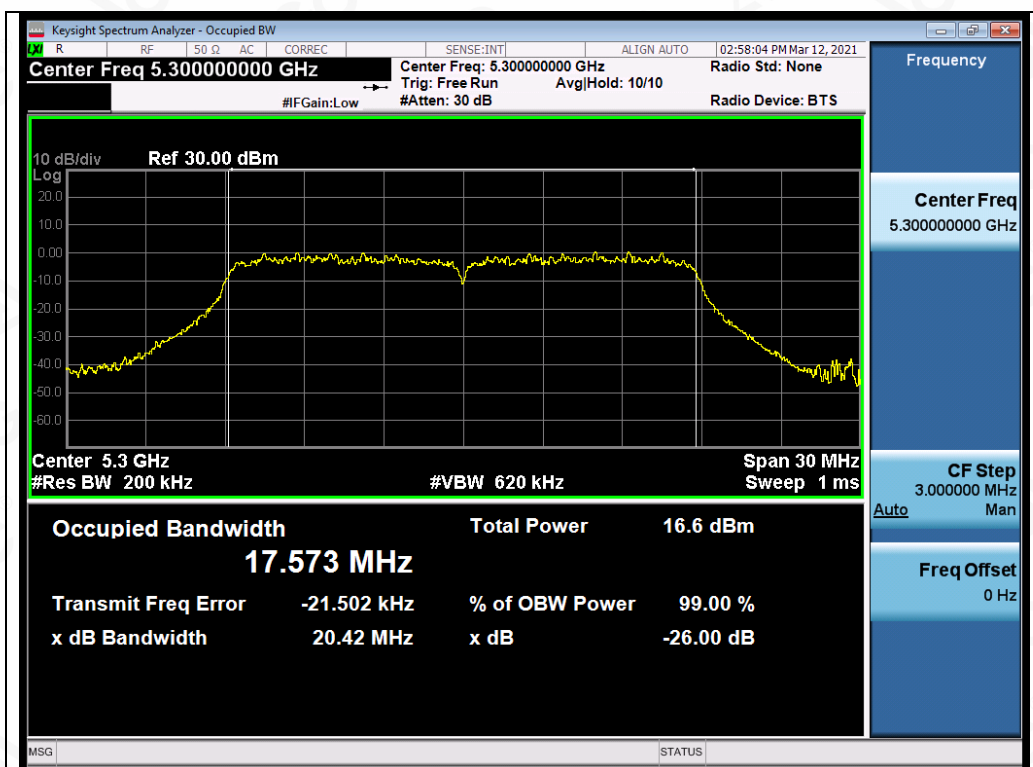 Keysight Spectrum Analyzer - Occupied BW
LXI R RF 50 Ω AC CORREC SENSE:INT ALIGN AUTO 02:58:04 PM Mar 12, 2021
Center Freq 5.300000000 GHz
Center Freq: 5.300000000 GHz
Radio Std: None
Trig: Free Run Avg|Hold: 10/10
#IFGain:Low
#Atten: 30 dB
Radio Device: BTS
10 dB/div Ref 30.00 dBm
Log
20.0
10.0
0.00
-10.0
-20.0
-30.0
-40.0
-50.0
-60.0
Center 5.3 GHz Span 30 MHz
#Res BW 200 kHz #VBW 620 kHz Sweep 1 ms
Occupied Bandwidth Total Power 16.6 dBm
17.573 MHz
Transmit Freq Error -21.502 kHz % of OBW Power 99.00 %
x dB Bandwidth 20.42 MHz x dB -26.00 dB
MSG STATUS
Frequency
Center Freq
5.300000000 GHz
CF Step
3.000000 MHz
Auto Man
Freq Offset
0 Hz